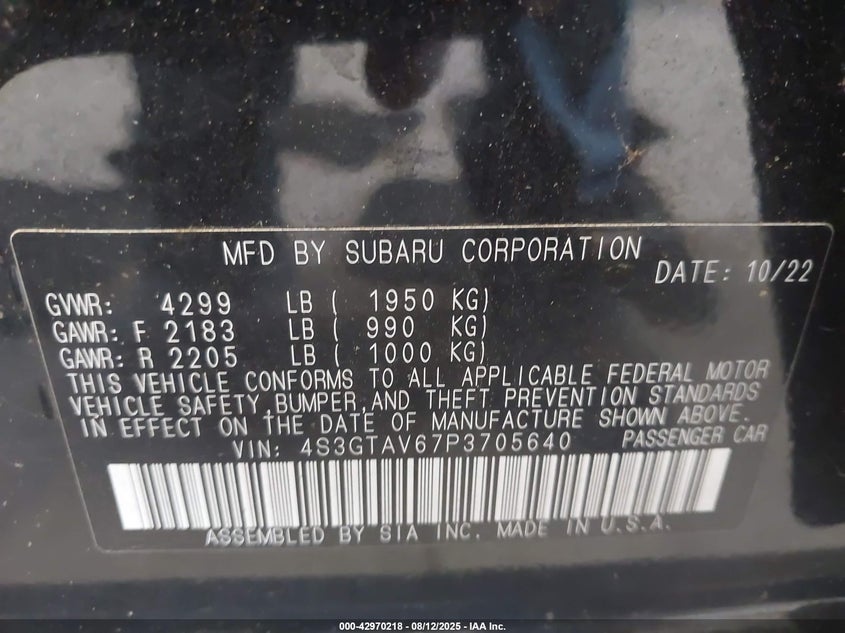 MFD BY SUBARU CORPORATION
DATE: 10/22
GVWR: 4299 LB ( 1950 KG)
GAWR: F 2183 LB ( 990 KG)
GAWR: R 2205 LB ( 1000 KG)
THIS VEHICLE CONFORMS TO ALL APPLICABLE FEDERAL MOTOR
VEHICLE SAFETY,BUMPER,AND THEFT PREVENTION STANDARDS
IN EFFECT ON THE DATE OF MANUFACTURE SHOWN ABOVE.
VIN: 4S3GTAV67P3705640 PASSENGER CAR
ASSEMBLED BY SIA INC. MADE IN U.S.A.
000-42970218 - 08/12/2025 - IAA Inc.